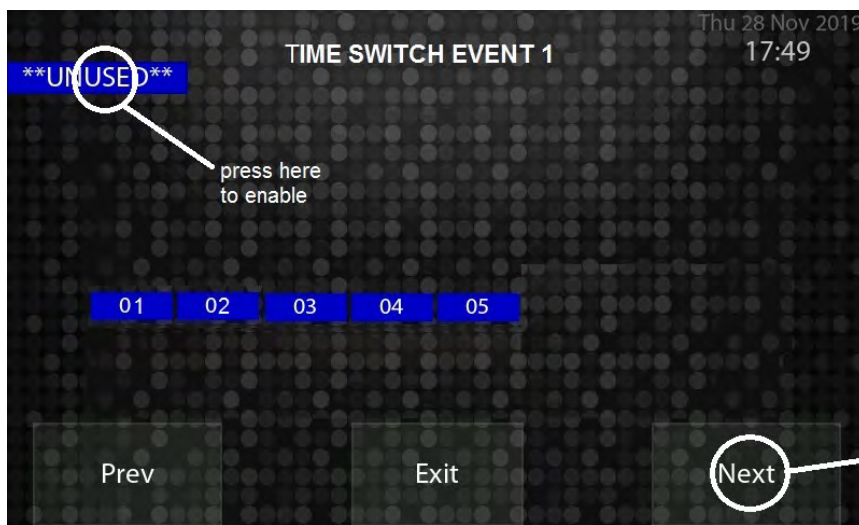 Thu 28 Nov 2019
TIME SWITCH EVENT 1
17:49
**UNUSED**
press here
to enable
01 02 03 04 05
Prev Exit Next